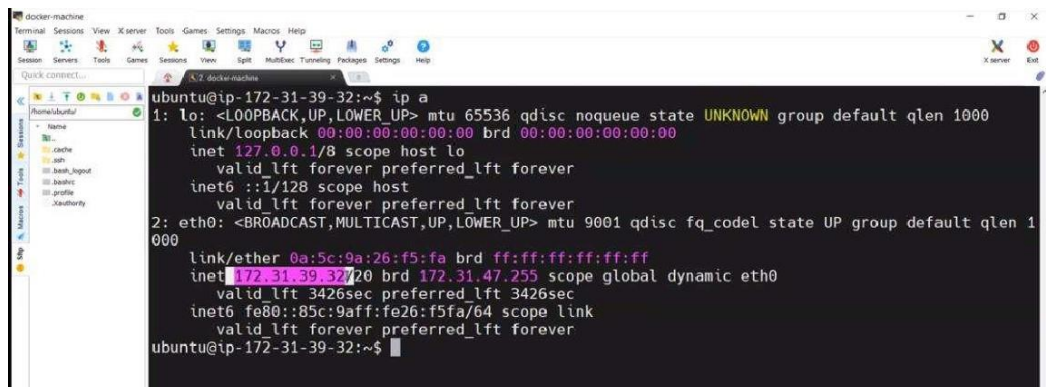 docker-machine
Terminal Sessions View X server Tools Games Settings Macros Help
Session Servers Tools Games Sessions View Split MultiExec Tunneling Packages Settings Help X server Exit
Quick connect...
2. docker-machine
/home/ubuntu/
Name
..
.cache
.ssh
.bash_logout
.bashrc
.profile
.Xauthority
Sessions
Tools
Macros
Sftp
ubuntu@ip-172-31-39-32:~$ ip a
1: lo: <LOOPBACK,UP,LOWER_UP> mtu 65536 qdisc noqueue state UNKNOWN group default qlen 1000
link/loopback 00:00:00:00:00:00 brd 00:00:00:00:00:00
inet 127.0.0.1/8 scope host lo
valid_lft forever preferred_lft forever
inet6 ::1/128 scope host
valid_lft forever preferred_lft forever
2: eth0: <BROADCAST,MULTICAST,UP,LOWER_UP> mtu 9001 qdisc fq_codel state UP group default qlen 1
000
link/ether 0a:5c:9a:26:f5:fa brd ff:ff:ff:ff:ff:ff
inet 172.31.39.32/20 brd 172.31.47.255 scope global dynamic eth0
valid_lft 3426sec preferred_lft 3426sec
inet6 fe80::85c:9aff:fe26:f5fa/64 scope link
valid_lft forever preferred_lft forever
ubuntu@ip-172-31-39-32:~$